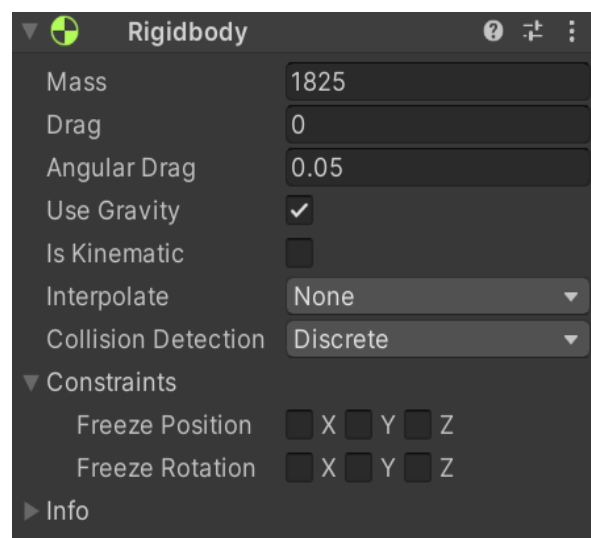 Rigidbody
Mass 1825
Drag 0
Angular Drag 0.05
Use Gravity
Is Kinematic
Interpolate None
Collision Detection Discrete
Constraints
Freeze Position X Y Z
Freeze Rotation X Y Z
Info